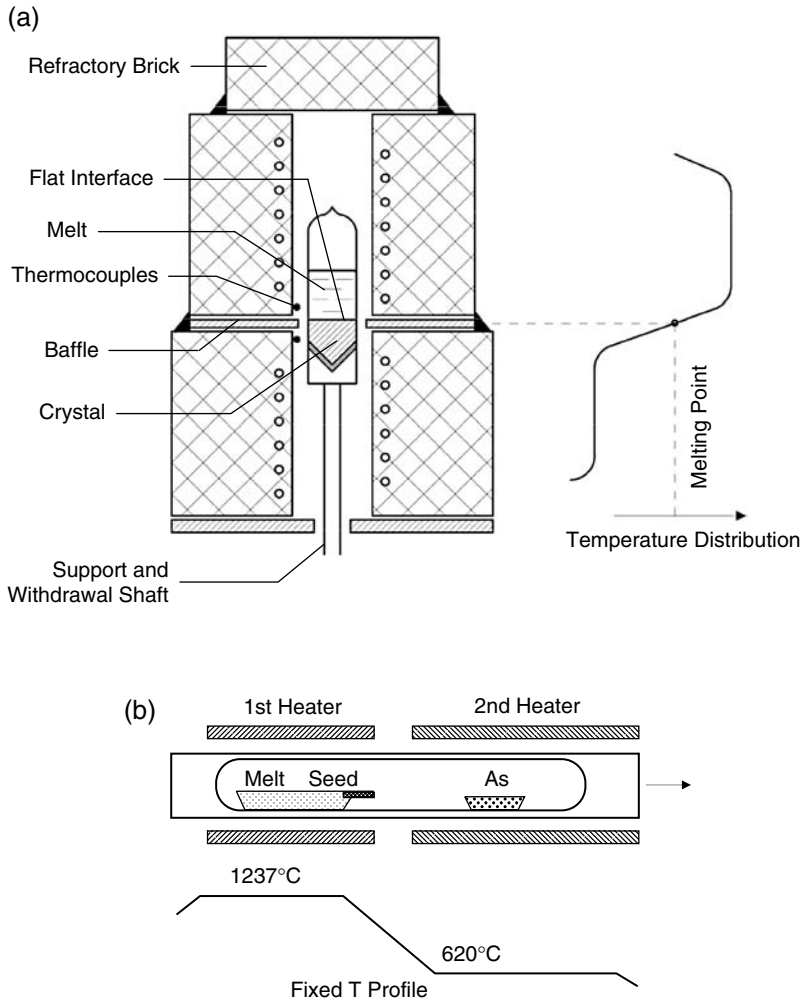 (a)
Refractory Brick
Flat Interface
Melt
Thermocouples
Baffle
Crystal
Support and
Withdrawal Shaft
Melting Point
Temperature Distribution
(b)
1st Heater
2nd Heater
Melt
Seed
As
1237°C
620°C
Fixed T Profile